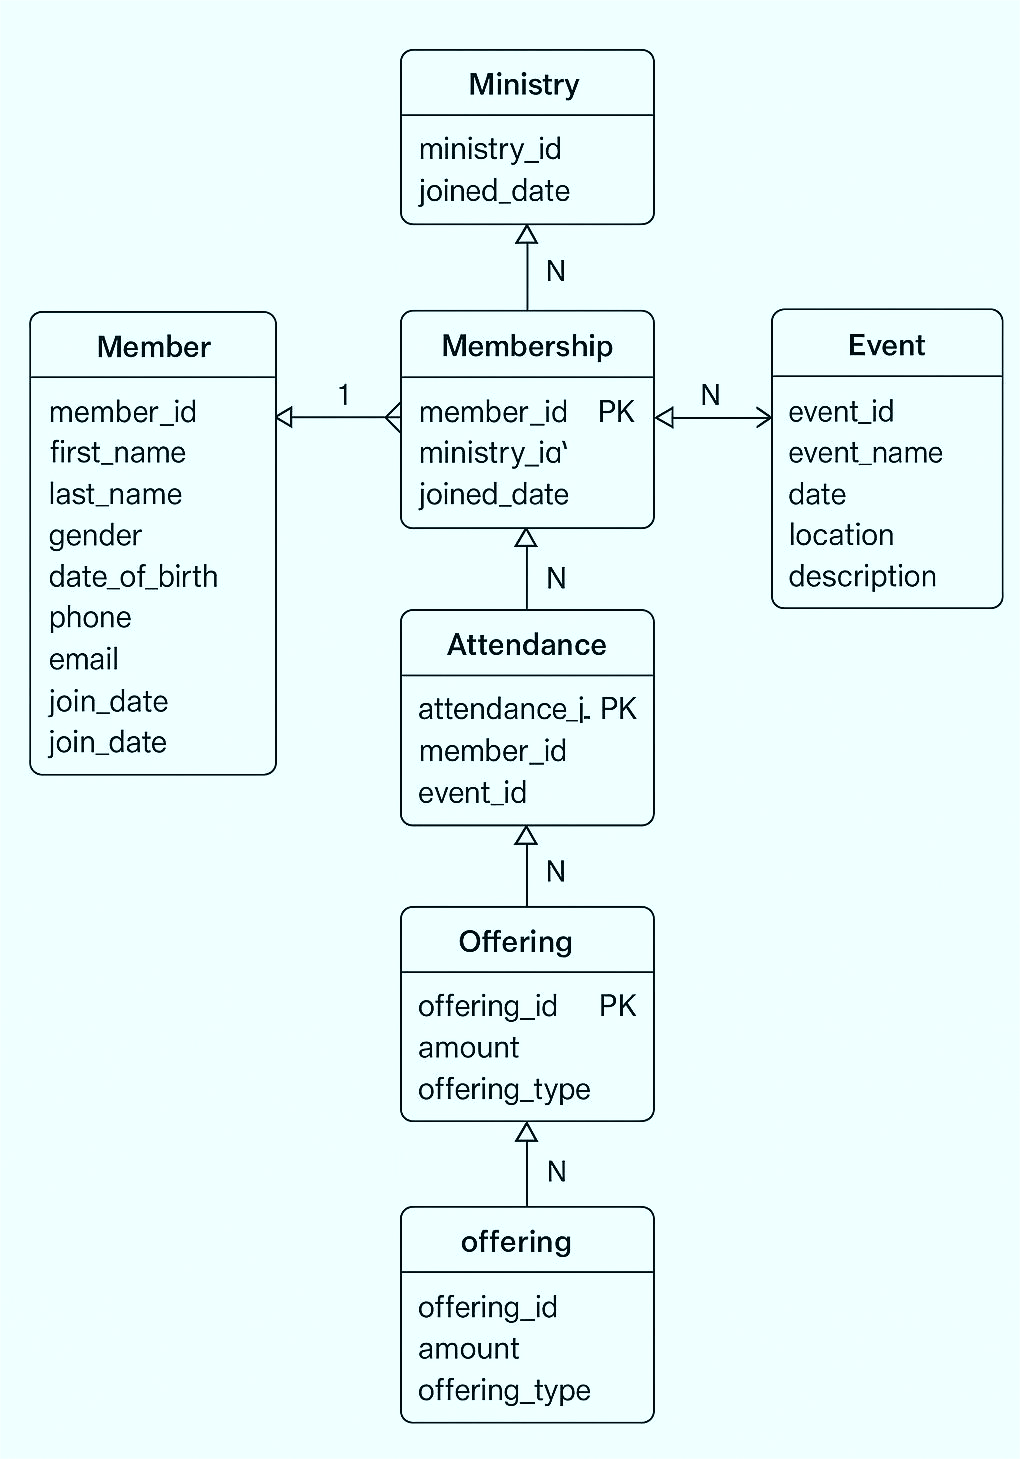 Ministry
ministry_id
joined_date
N
Member
member_id
first_name
last_name
gender
date_of_birth
phone
email
join_date
join_date
1
Membership
member_id PK
joined_date
N
Event
event_id
event_name
date
location
description
N
Attendance
PK
member_id
event_id
N
Offering
offering_id PK
amount
offering_type
N
offering
offering_id
amount
offering_type